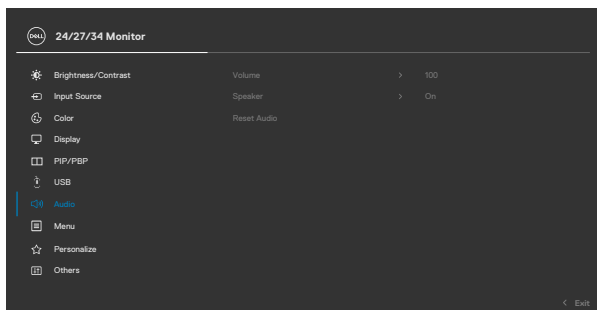 DELL 24/27/34 Monitor
Brightness/Contrast Volume > 100
Input Source Speaker > On
Color Reset Audio
Display
PIP/PBP
USB
Audio
Menu
Personalize
Others
< Exit